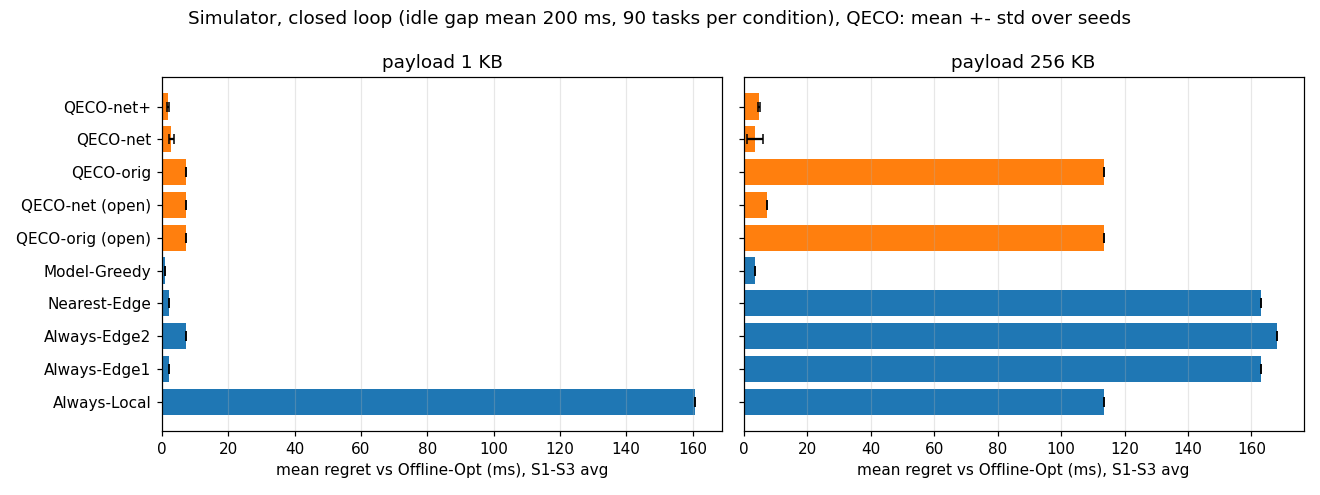 Simulator, closed loop (idle gap mean 200 ms, 90 tasks per condition), QECO: mean +- std over seeds
payload 1 KB
payload 256 KB
QECO-net+
QECO-net
QECO-orig
QECO-net (open)
QECO-orig (open)
Model-Greedy
Nearest-Edge
Always-Edge2
Always-Edge1
Always-Local
0 20 40 60 80 100 120 140 160
0 20 40 60 80 100 120 140 160
mean regret vs Offline-Opt (ms), S1-S3 avg
mean regret vs Offline-Opt (ms), S1-S3 avg